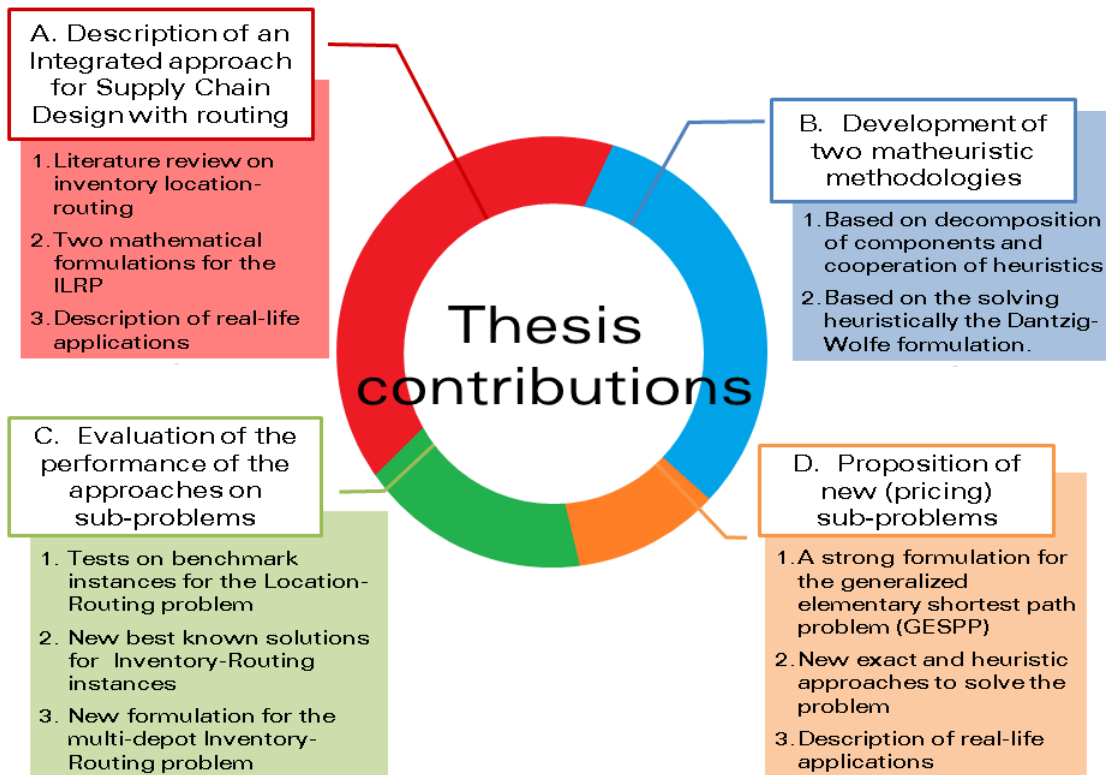 A. Description of an
Integrated approach
for Supply Chain
Design with routing
1. Literature review on
inventory location-
routing
2. Two mathematical
formulations for the
ILRP
3. Description of real-life
applications
B. Development of
two matheuristic
methodologies
1. Based on decomposition
of components and
cooperation of heuristics
2. Based on the solving
heuristically the Dantzig-
Wolfe formulation.
Thesis
contributions
C. Evaluation of the
performance of the
approaches on
sub-problems
1. Tests on benchmark
instances for the Location-
Routing problem
2. New best known solutions
for Inventory-Routing
instances
3. New formulation for the
multi-depot Inventory-
Routing problem
D. Proposition of
new (pricing)
sub-problems
1. A strong formulation for
the generalized
elementary shortest path
problem (GESPP)
2. New exact and heuristic
approaches to solve the
problem
3. Description of real-life
applications